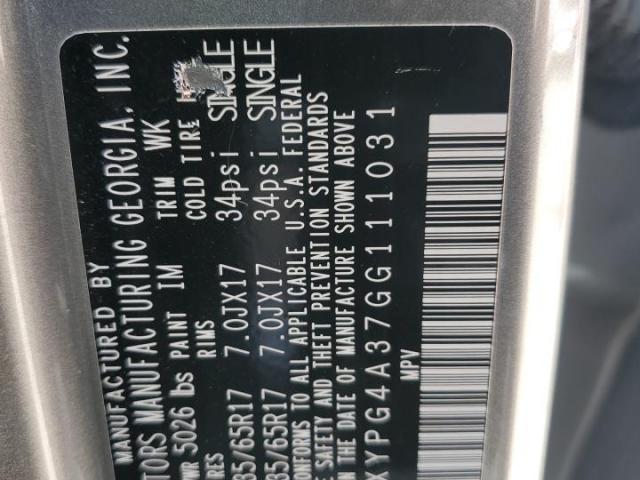 MANUFACTURED BY
TORS MANUFACTURING GEORGIA, INC.
WR 5026 lbs PAINT IM TRIM WK
RES RIMS COLD TIRE
35/65R17 7.0JX17 34psi SINGLE
35/65R17 7.0JX17 34psi SINGLE
CONFORMS TO ALL APPLICABLE U.S.A. FEDERAL
E SAFETY AND THEFT PREVENTION STANDARDS
IN THE DATE OF MANUFACTURE SHOWN ABOVE
XYPG4A37GG111031
MPV